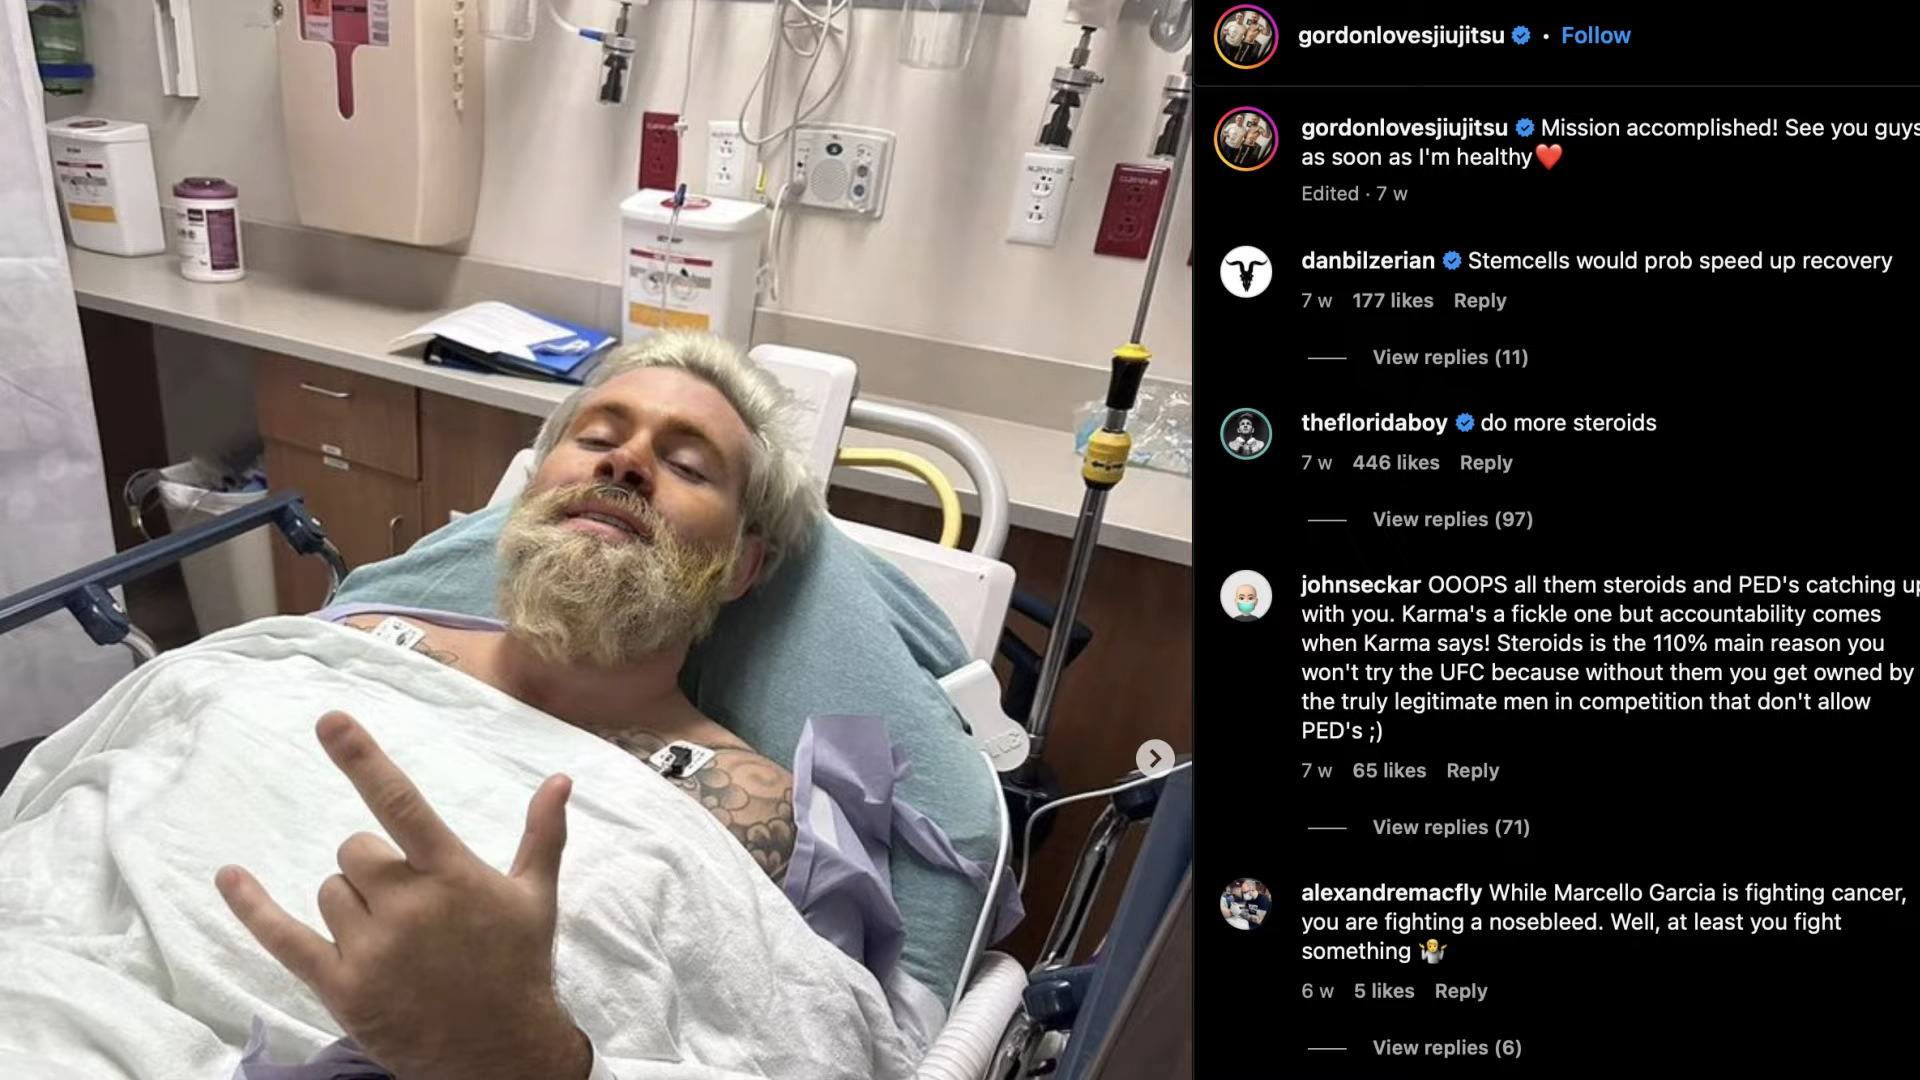 gordonlovesjiujitsu • Follow
gordonlovesjiujitsu Mission accomplished! See you guys
as soon as I'm healthy❤️
Edited · 7 w
danbilzerian Stemcells would prob speed up recovery
7 w 177 likes Reply
View replies (11)
thefloridaboy do more steroids
7 w 446 likes Reply
View replies (97)
johnseckar OOOPS all them steroids and PED's catching up
with you. Karma's a fickle one but accountability comes
when Karma says! Steroids is the 110% main reason you
won't try the UFC because without them you get owned by
the truly legitimate men in competition that don't allow
PED's ;)
7 w 65 likes Reply
View replies (71)
alexandremacfly While Marcello Garcia is fighting cancer,
you are fighting a nosebleed. Well, at least you fight
something 🤷‍♂️
6 w 5 likes Reply
View replies (6)